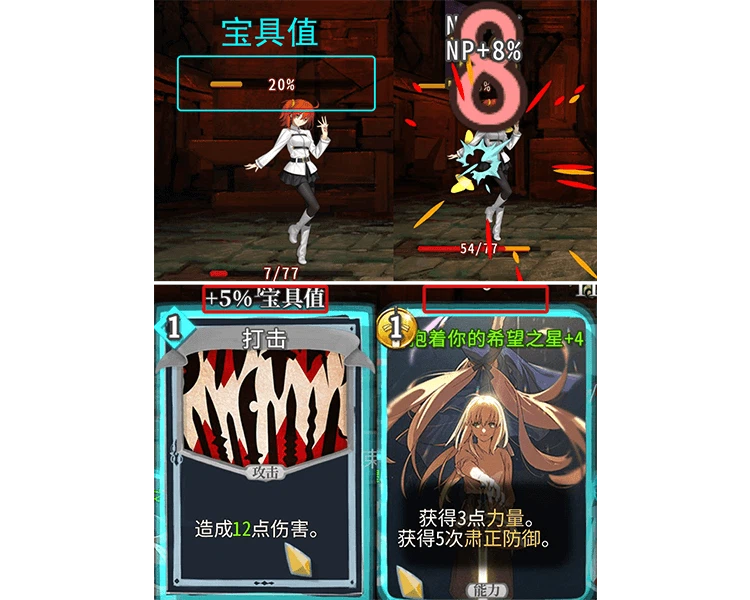 宝具值
20%
7/77
NP+8%
8
54/77
+5% 宝具值
1
打击
攻击
造成12点伤害。
1
抱着你的希望之星+4
获得3点力量。
获得5次肃正防御。
能力